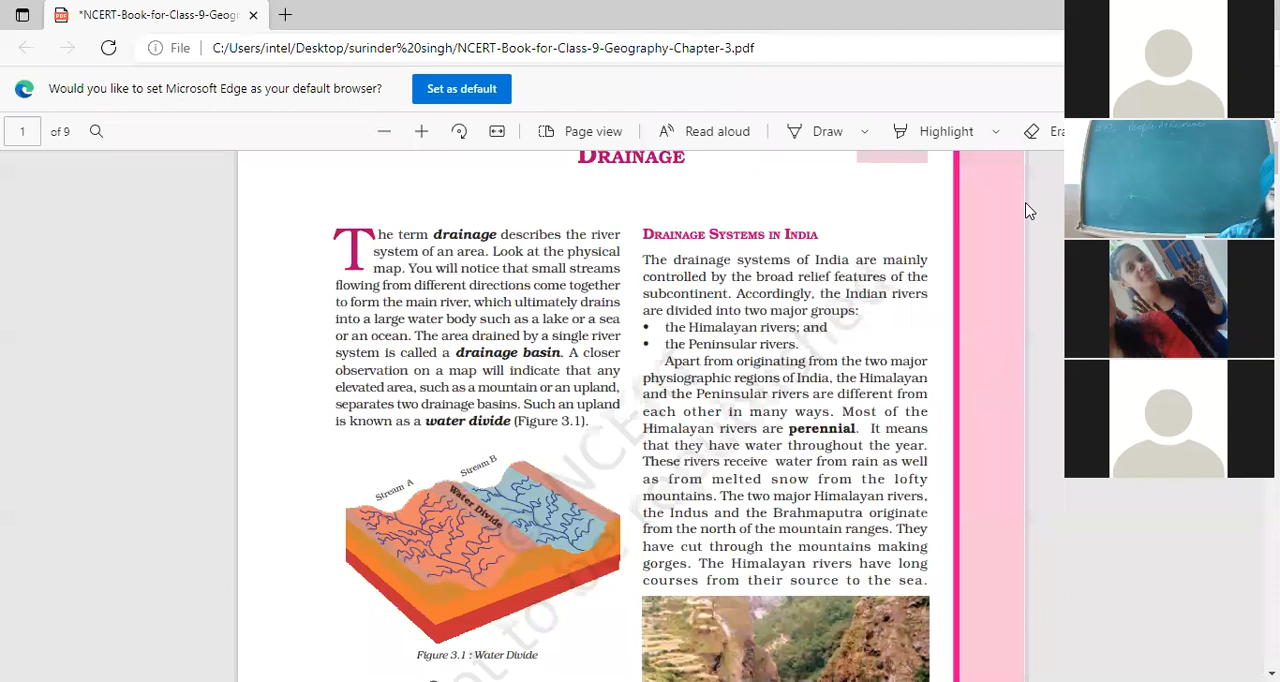 *NCERT-Book-for-Class-9-Geogr
File
C:/Users/intel/Desktop/surinder%20singh/NCERT-Book-for-Class-9-Geography-Chapter-3.pdf
Would you like to set Microsoft Edge as your default browser?
Set as default
1 of 9
Page view
Read aloud
Draw
Highlight
Era
DRAINAGE
The term drainage describes the river
system of an area. Look at the physical
map. You will notice that small streams
flowing from different directions come together
to form the main river, which ultimately drains
into a large water body such as a lake or a sea
or an ocean. The area drained by a single river
system is called a drainage basin. A closer
observation on a map will indicate that any
elevated area, such as a mountain or an upland,
separates two drainage basins. Such an upland
is known as a water divide (Figure 3.1).
Stream A
Stream B
Water Divide
Figure 3.1 : Water Divide
DRAINAGE SYSTEMS IN INDIA
The drainage systems of India are mainly
controlled by the broad relief features of the
subcontinent. Accordingly, the Indian rivers
are divided into two major groups:
• the Himalayan rivers; and
• the Peninsular rivers.
Apart from originating from the two major
physiographic regions of India, the Himalayan
and the Peninsular rivers are different from
each other in many ways. Most of the
Himalayan rivers are perennial. It means
that they have water throughout the year.
These rivers receive water from rain as well
as from melted snow from the lofty
mountains. The two major Himalayan rivers,
the Indus and the Brahmaputra originate
from the north of the mountain ranges. They
have cut through the mountains making
gorges. The Himalayan rivers have long
courses from their source to the sea.
© NCERT
not to be republished